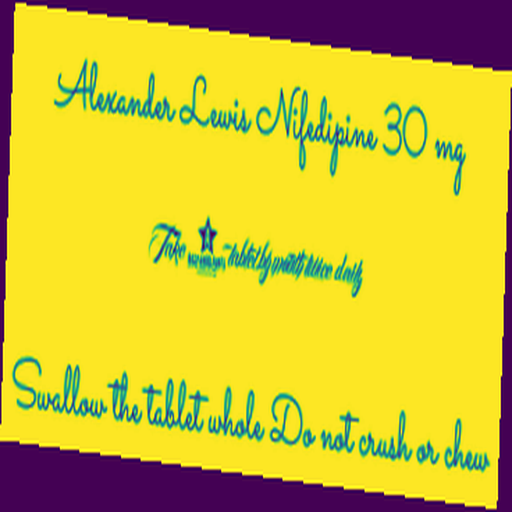 Alexander Lewis Nifedipine 30 mg
Take tablet by mouth daily
Swallow the tablet whole Do not crush or chew